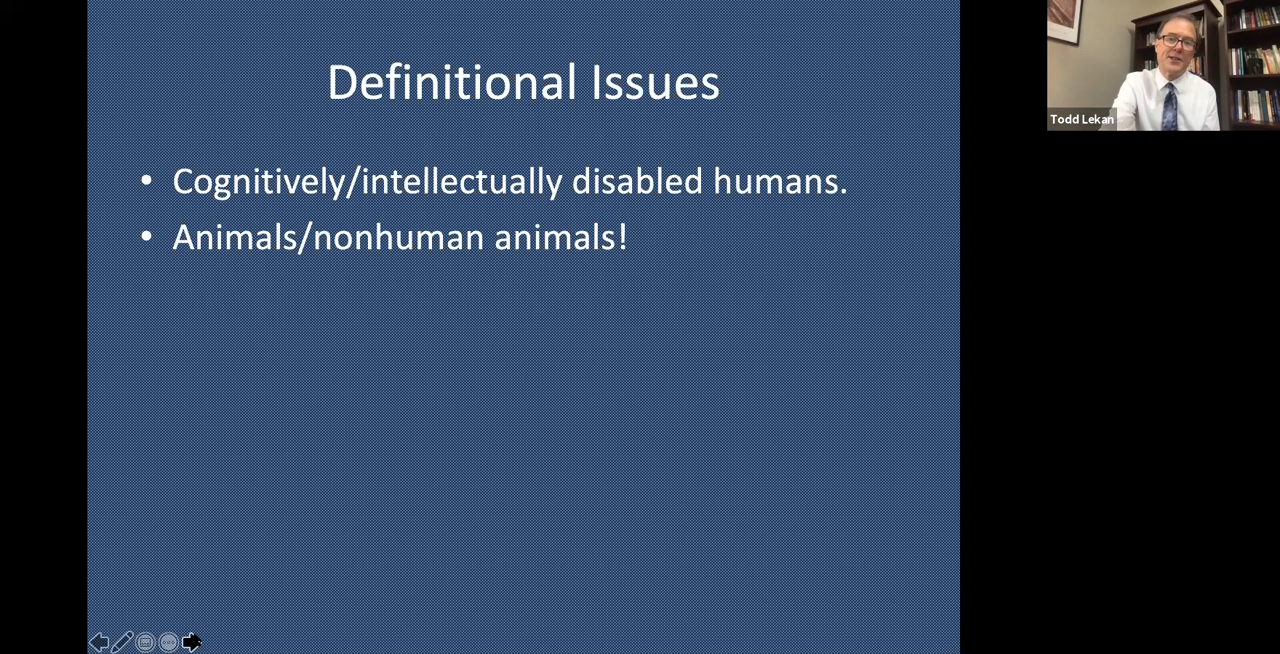 Definitional Issues
• Cognitively/intellectually disabled humans.
• Animals/nonhuman animals!
Todd Lekan